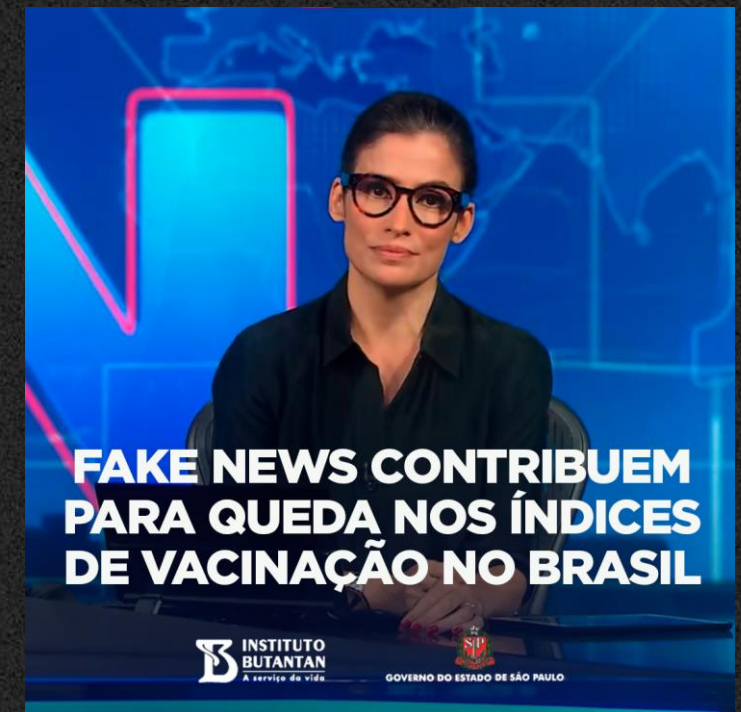 FAKE NEWS CONTRIBUEM
PARA QUEDA NOS ÍNDICES
DE VACINAÇÃO NO BRASIL
INSTITUTO
BUTANTAN
A serviço da vida
SP
GOVERNO DO ESTADO DE SÃO PAULO